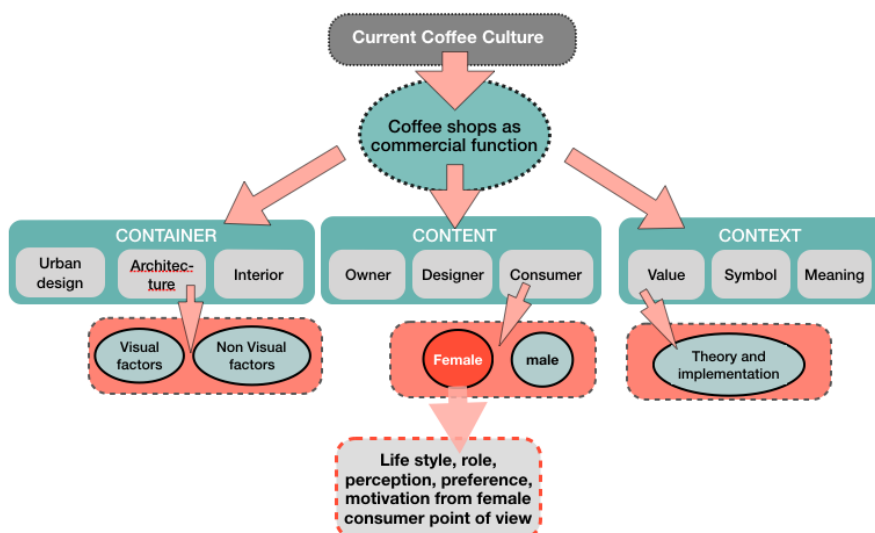 Current Coffee Culture
Coffee shops as
commercial function
CONTAINER
Urban
design
Architec-
ture
Interior
CONTENT
Owner
Designer
Consumer
CONTEXT
Value
Symbol
Meaning
Visual
factors
Non Visual
factors
Female
male
Theory and
implementation
Life style, role,
perception, preference,
motivation from female
consumer point of view